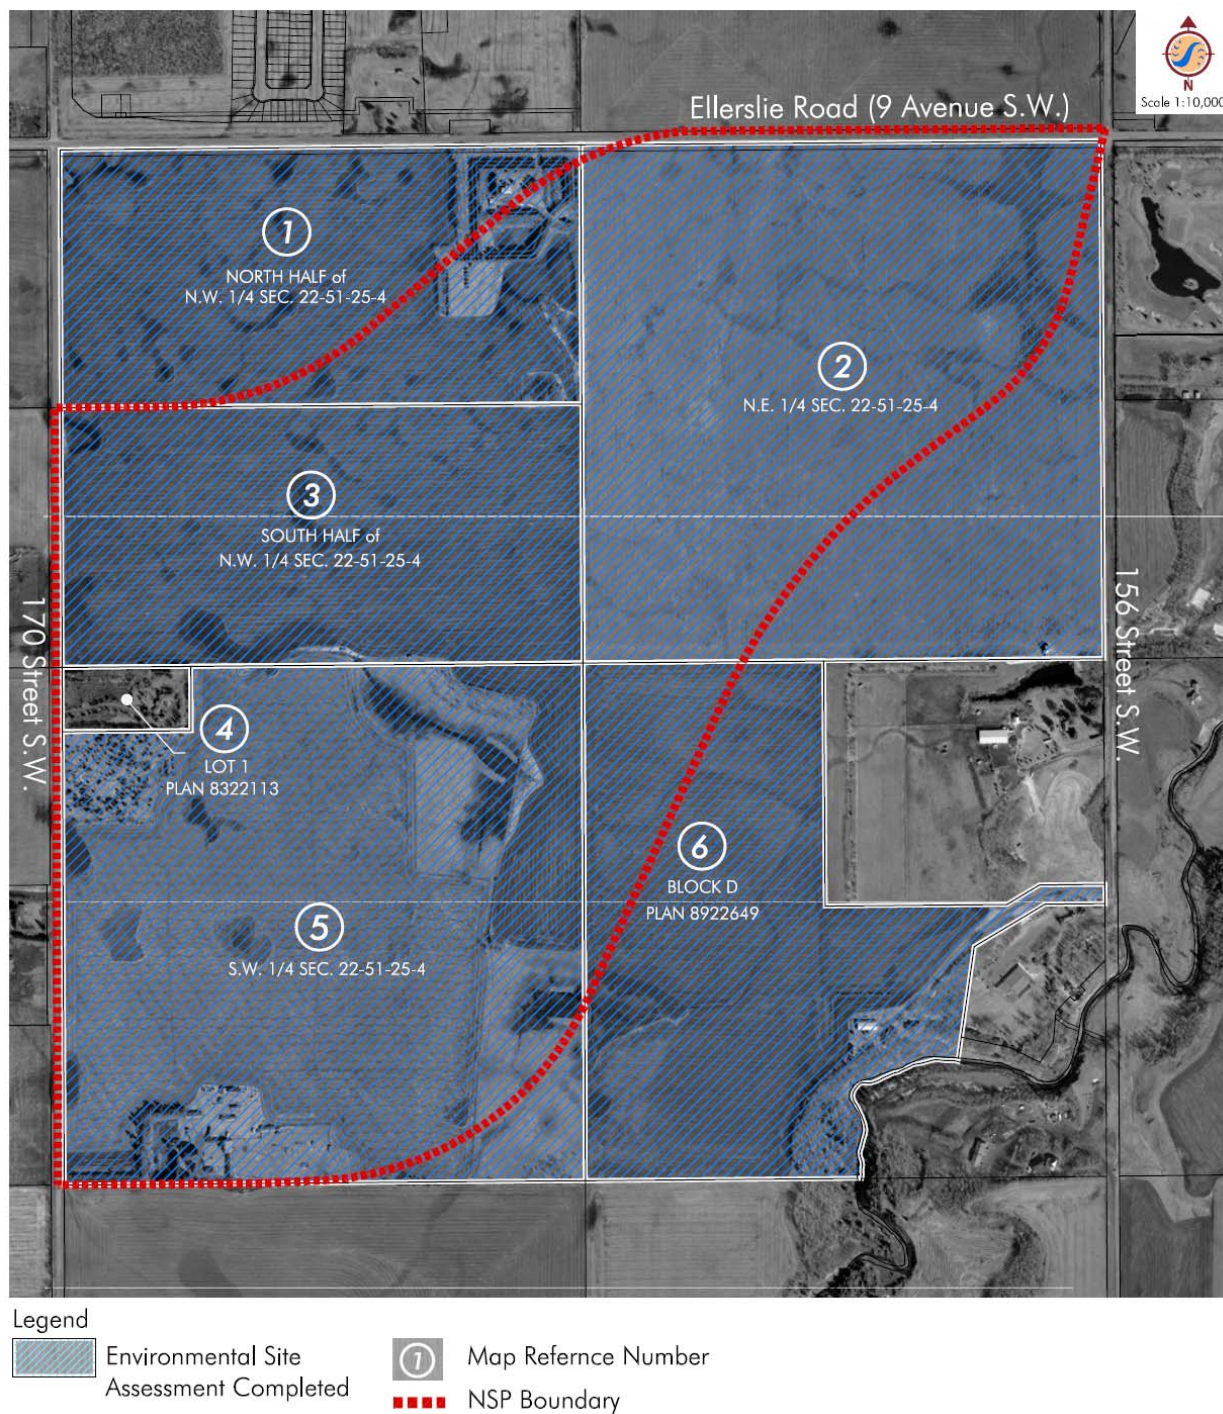 N
Scale 1:10,000
Ellerslie Road (9 Avenue S.W.)
1
NORTH HALF of
N.W. 1/4 SEC. 22-51-25-4
2
N.E. 1/4 SEC. 22-51-25-4
3
SOUTH HALF of
N.W. 1/4 SEC. 22-51-25-4
170 Street S.W.
156 Street S.W.
4
LOT 1
PLAN 8322113
6
BLOCK D
PLAN 8922649
5
S.W. 1/4 SEC. 22-51-25-4
Legend
Environmental Site
Assessment Completed
1
Map Refernce Number
NSP Boundary